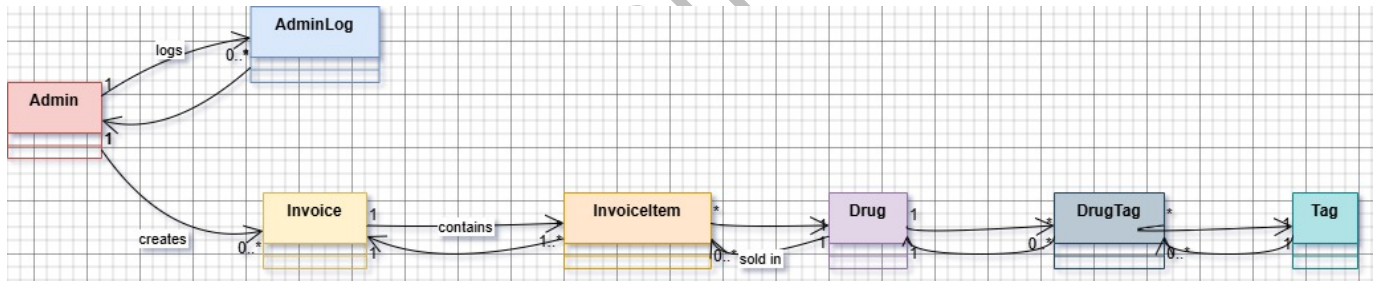 AdminLog
logs
0..*
1
Admin
1
Invoice
1
contains
1..*
1
creates
0..*
InvoiceItem
*
1
0..*
sold in
1
Drug
1
*
0..*
1
DrugTag
*
1
0..*
1
Tag